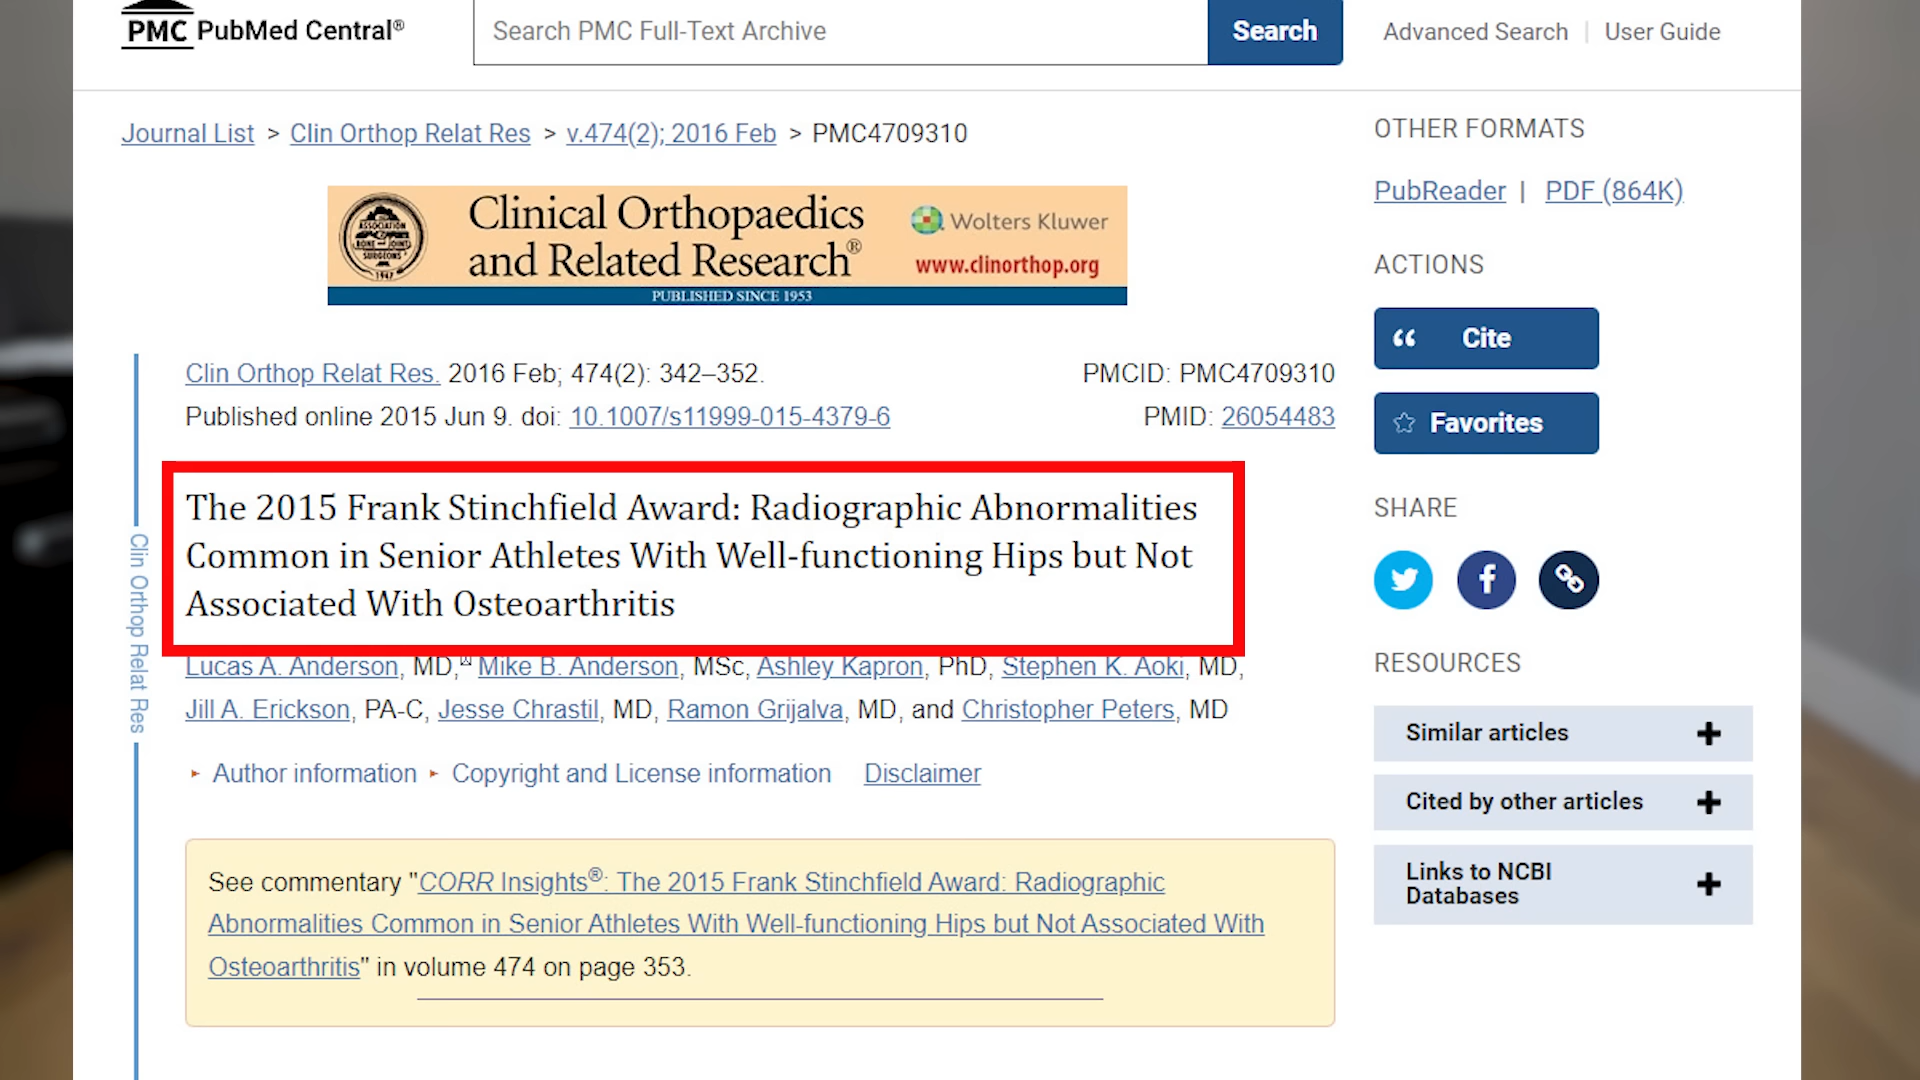 PMC PubMed Central®
Search PMC Full-Text Archive
Search
Advanced Search | User Guide
Journal List > Clin Orthop Relat Res > v.474(2); 2016 Feb > PMC4709310
ASSOCIATION
BONE AND JOINT
SURGEONS
1947
Clinical Orthopaedics
and Related Research®
Wolters Kluwer
www.clinorthop.org
PUBLISHED SINCE 1953
Clin Orthop Relat Res. 2016 Feb; 474(2): 342–352.
PMCID: PMC4709310
Published online 2015 Jun 9. doi: 10.1007/s11999-015-4379-6
PMID: 26054483
The 2015 Frank Stinchfield Award: Radiographic Abnormalities
Common in Senior Athletes With Well-functioning Hips but Not
Associated With Osteoarthritis
Lucas A. Anderson, MD, Mike B. Anderson, MSc, Ashley Kapron, PhD, Stephen K. Aoki, MD,
Jill A. Erickson, PA-C, Jesse Chrastil, MD, Ramon Grijalva, MD, and Christopher Peters, MD
Author information Copyright and License information Disclaimer
See commentary "CORR Insights®: The 2015 Frank Stinchfield Award: Radiographic
Abnormalities Common in Senior Athletes With Well-functioning Hips but Not Associated With
Osteoarthritis" in volume 474 on page 353.
Clin Orthop Relat Res
OTHER FORMATS
PubReader | PDF (864K)
ACTIONS
Cite
Favorites
SHARE
RESOURCES
Similar articles
Cited by other articles
Links to NCBI
Databases